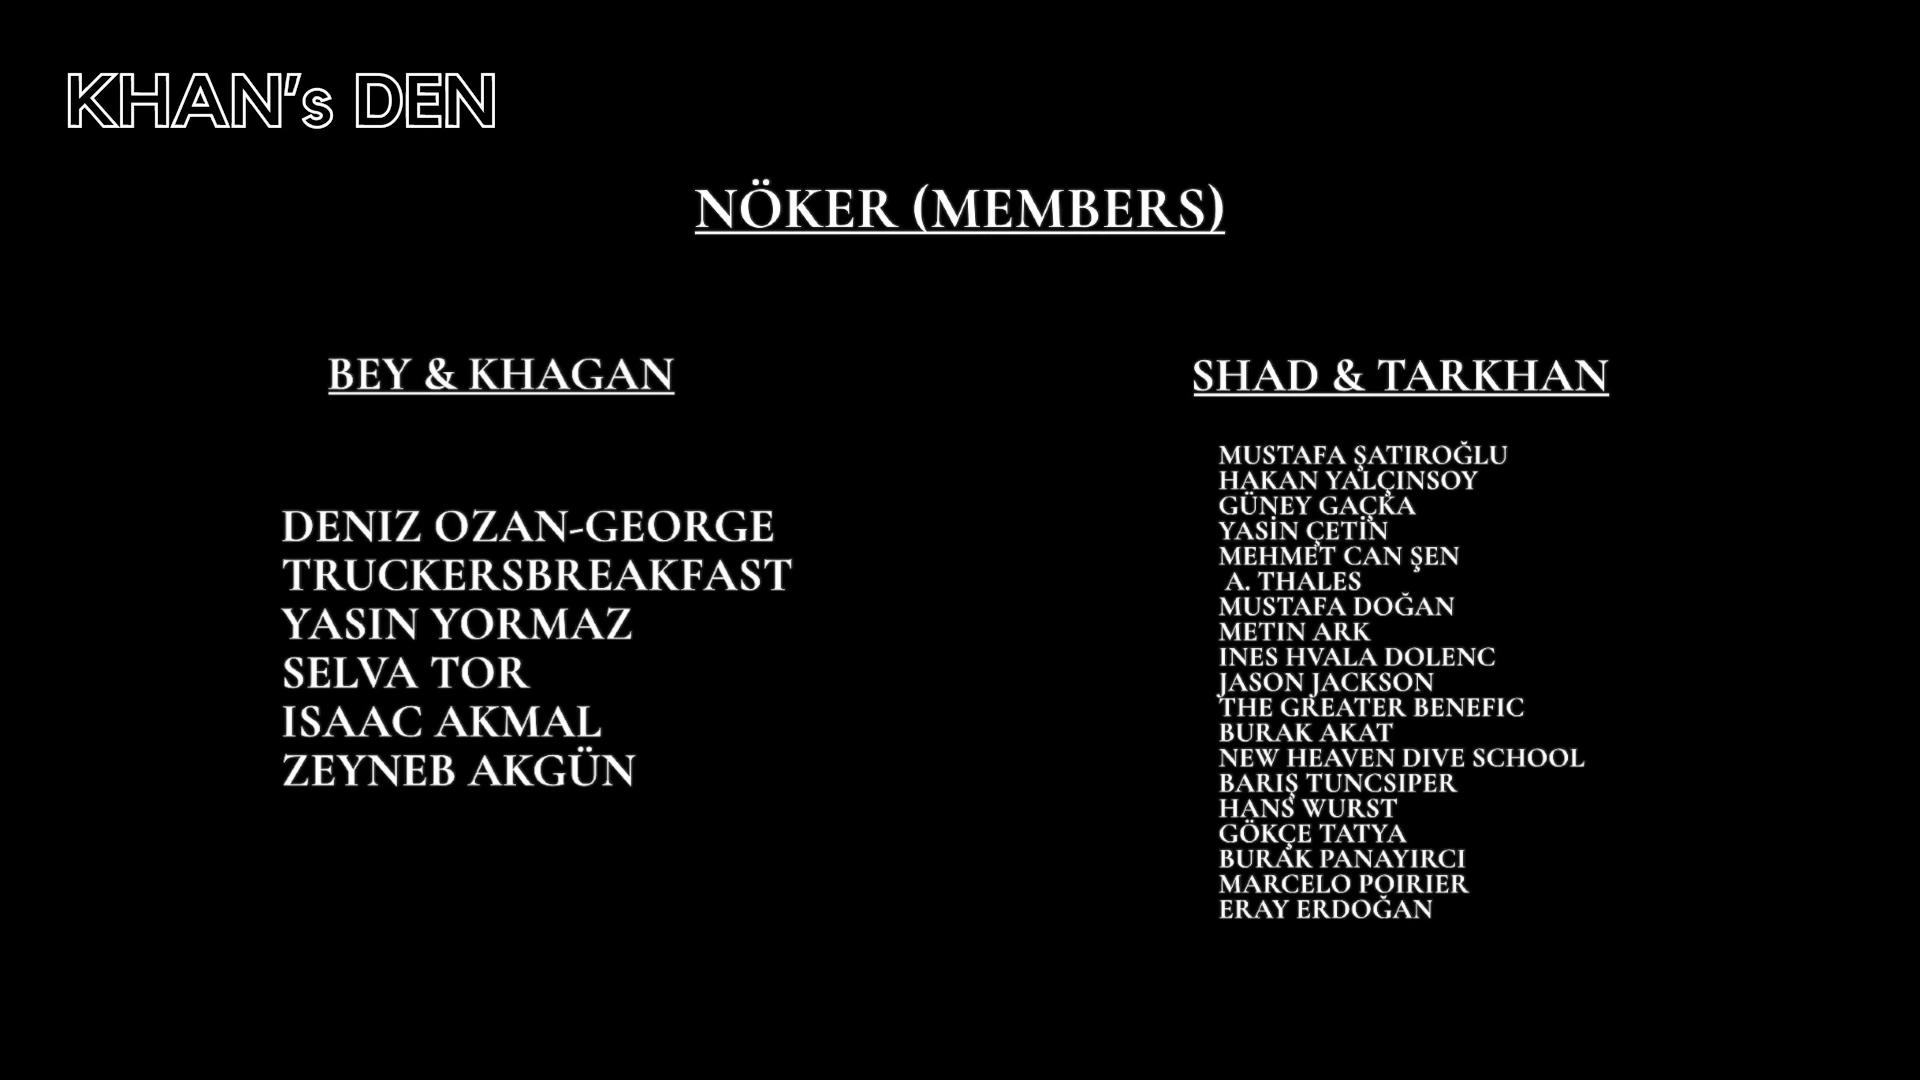 KHAN's DEN
NÖKER (MEMBERS)
BEY & KHAGAN
DENIZ OZAN-GEORGE
TRUCKERSBREAKFAST
YASIN YORMAZ
SELVA TOR
ISAAC AKMAL
ZEYNEB AKGÜN
SHAD & TARKHAN
MUSTAFA ŞATIROĞLU
HAKAN YALÇINSOY
GÜNEY GAÇKA
YASİN ÇETİN
MEHMET CAN ŞEN
A. THALES
MUSTAFA DOĞAN
METIN ARK
INES HVALA DOLENC
JASON JACKSON
THE GREATER BENEFIC
BURAK AKAT
NEW HEAVEN DIVE SCHOOL
BARIŞ TUNCSIPER
HANS WURST
GÖKÇE TATYA
BURAK PANAYIRCI
MARCELO POIRIER
ERAY ERDOĞAN